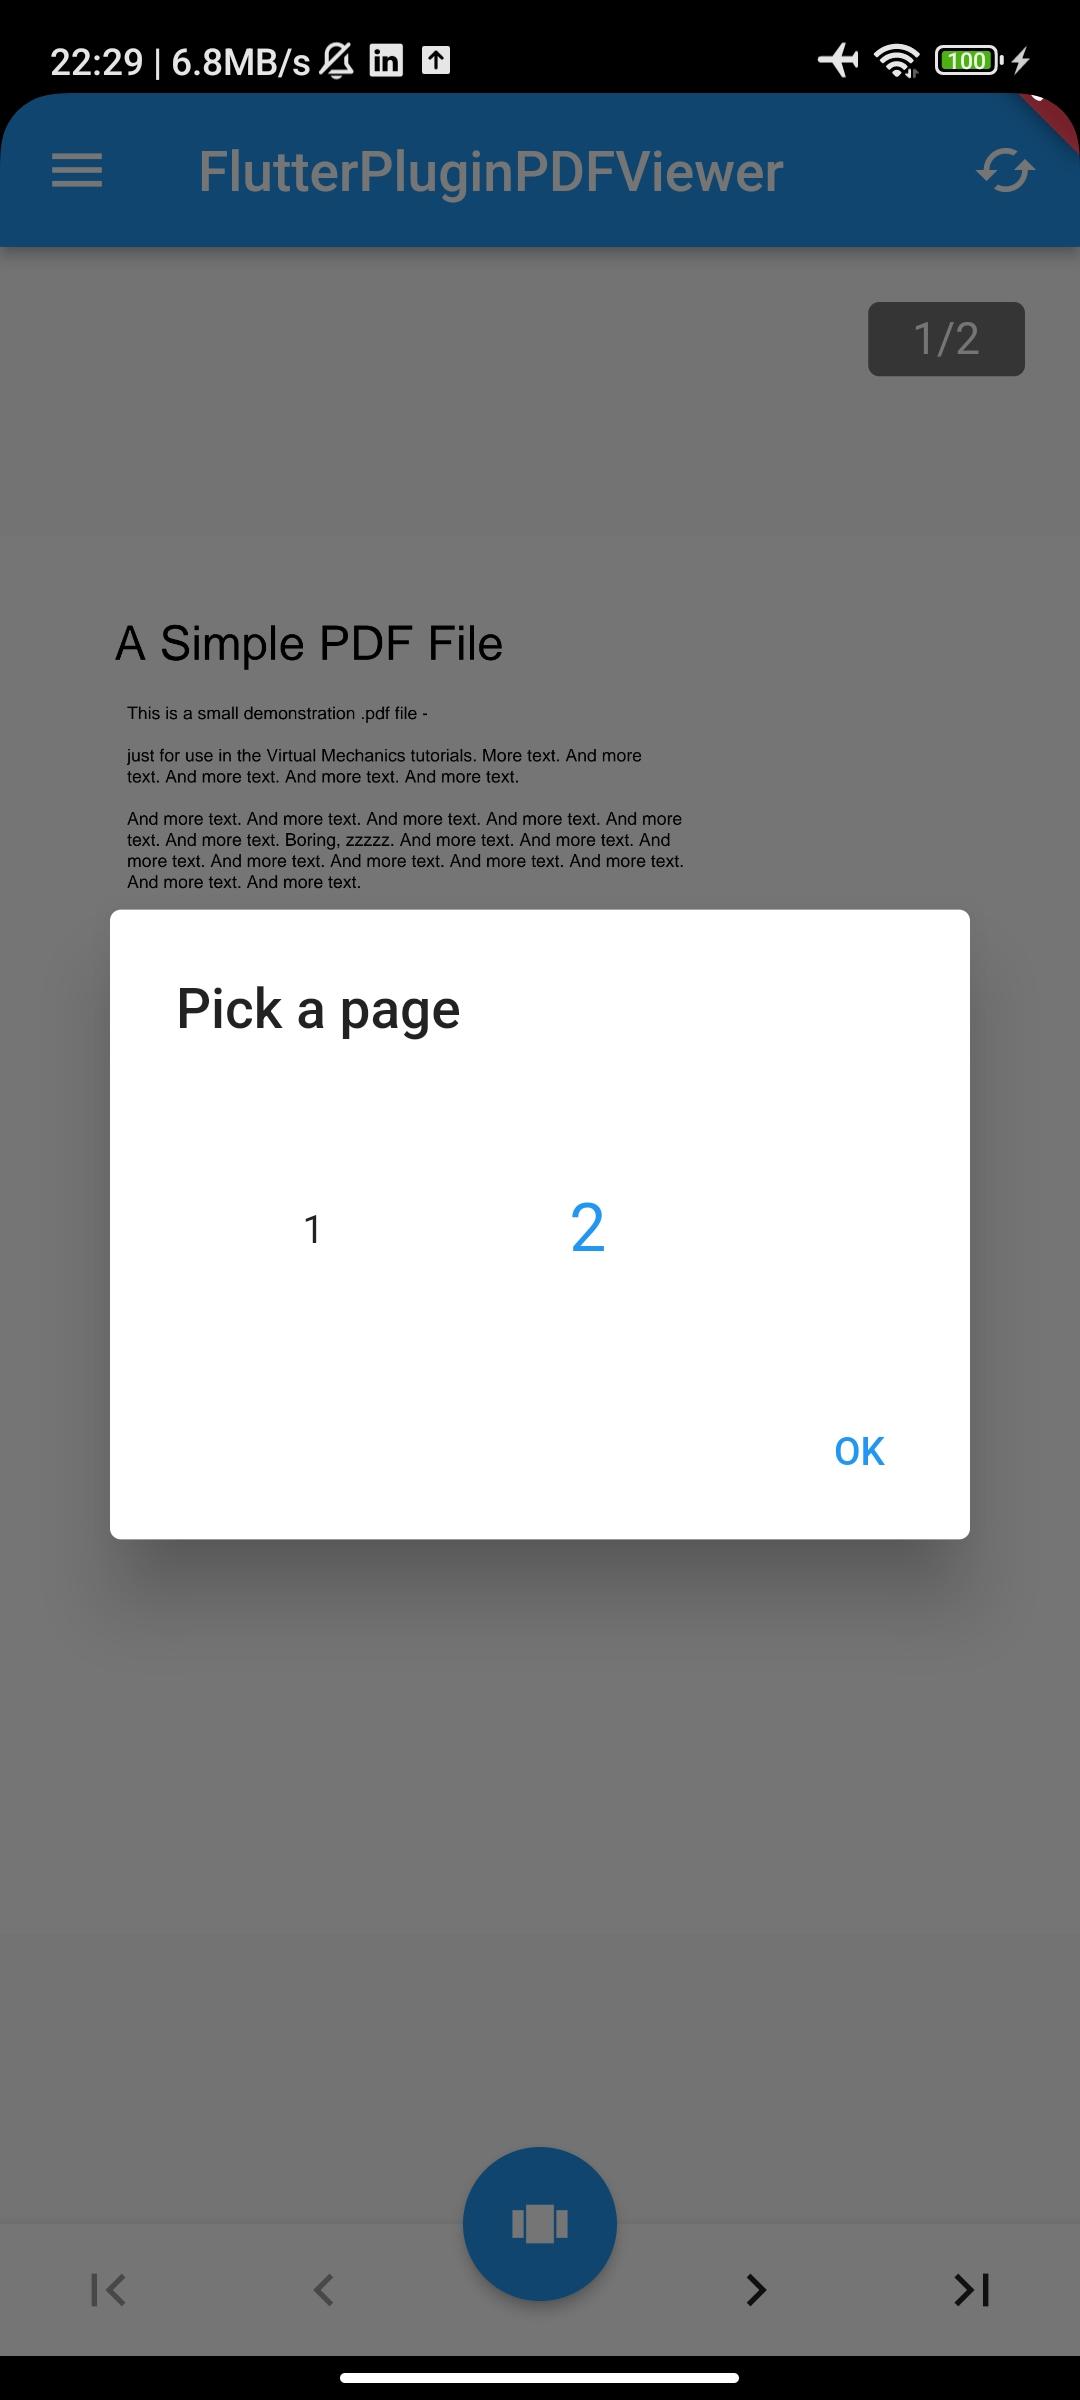 22:29 | 6.8MB/s
100
FlutterPluginPDFViewer
1/2
A Simple PDF File
This is a small demonstration .pdf file -
just for use in the Virtual Mechanics tutorials. More text. And more
text. And more text. And more text. And more text.
And more text. And more text. And more text. And more text. And more
text. And more text. Boring, zzzzz. And more text. And more text. And
more text. And more text. And more text. And more text. And more text.
And more text. And more text.
Pick a page
1
2
OK